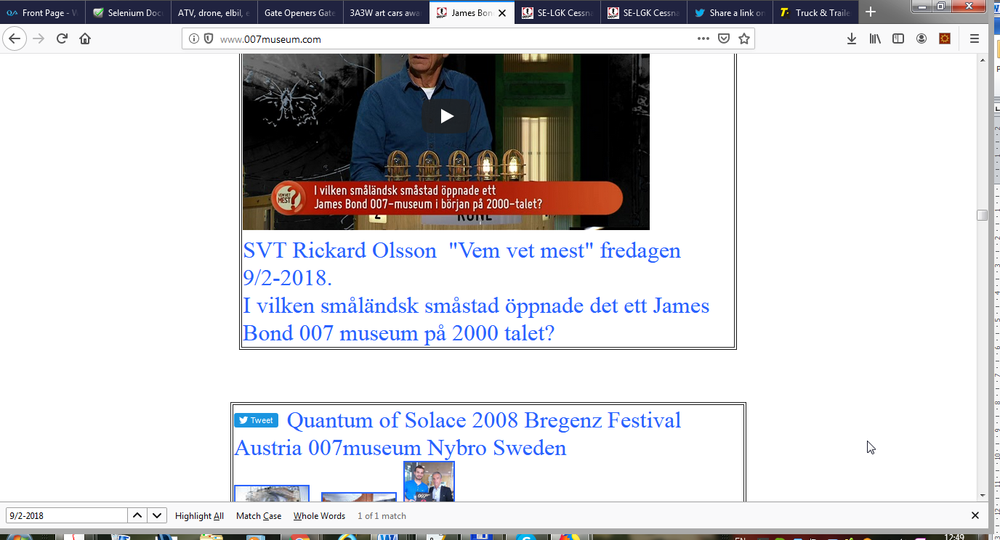 Front Page - W
Selenium Doc
ATV, drone, elbil, e
Gate Openers Gate
3A3W art cars awa
James Bon
SE-LGK Cessna
SE-LGK Cessna
Share a link on
Truck & Traile
www.007museum.com
VEM VET
MEST?
I vilken småländsk småstad öppnade ett
James Bond 007-museum i början på 2000-talet?
2
RUNE
SVT Rickard Olsson "Vem vet mest" fredagen
9/2-2018.
I vilken småländsk småstad öppnade det ett James
Bond 007 museum på 2000 talet?
Tweet Quantum of Solace 2008 Bregenz Festival
Austria 007museum Nybro Sweden
9/2-2018 Highlight All Match Case Whole Words 1 of 1 match
EN 12:49